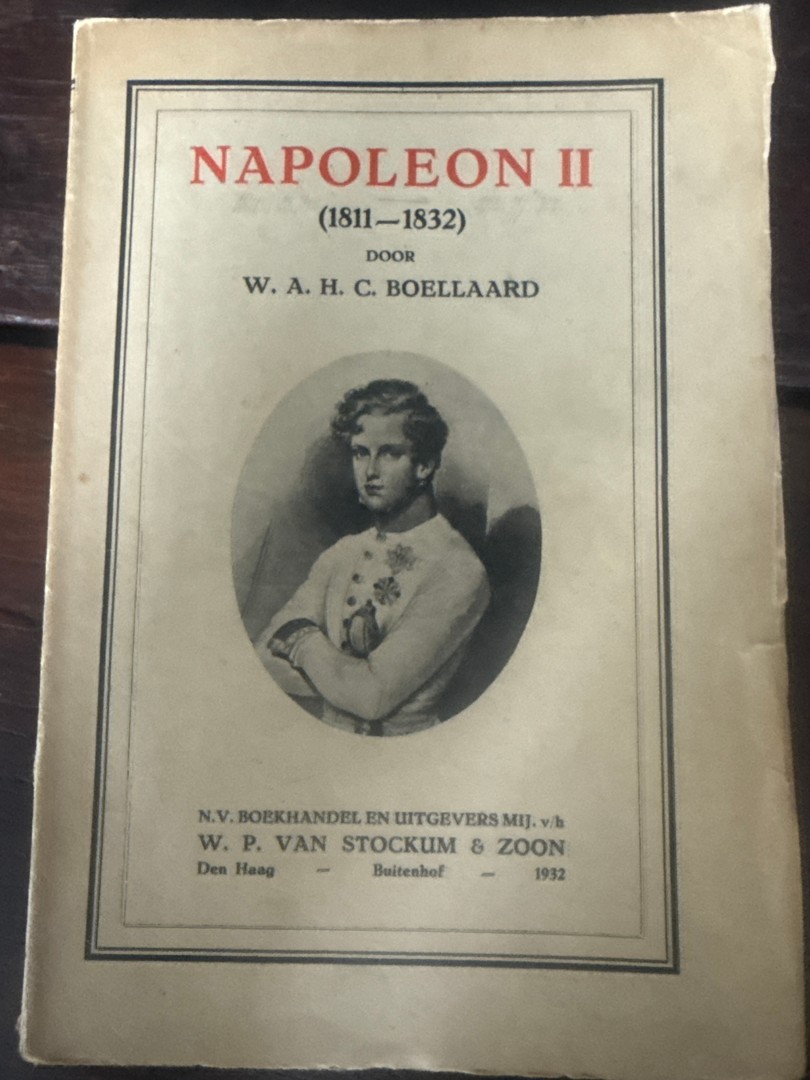 NAPOLEON II
(1811—1832)
DOOR
W. A. H. C. BOELLAARD
N.V. BOEKHANDEL EN UITGEVERS MIJ. v/h
W. P. VAN STOCKUM & ZOON
Den Haag — Buitenhof — 1932